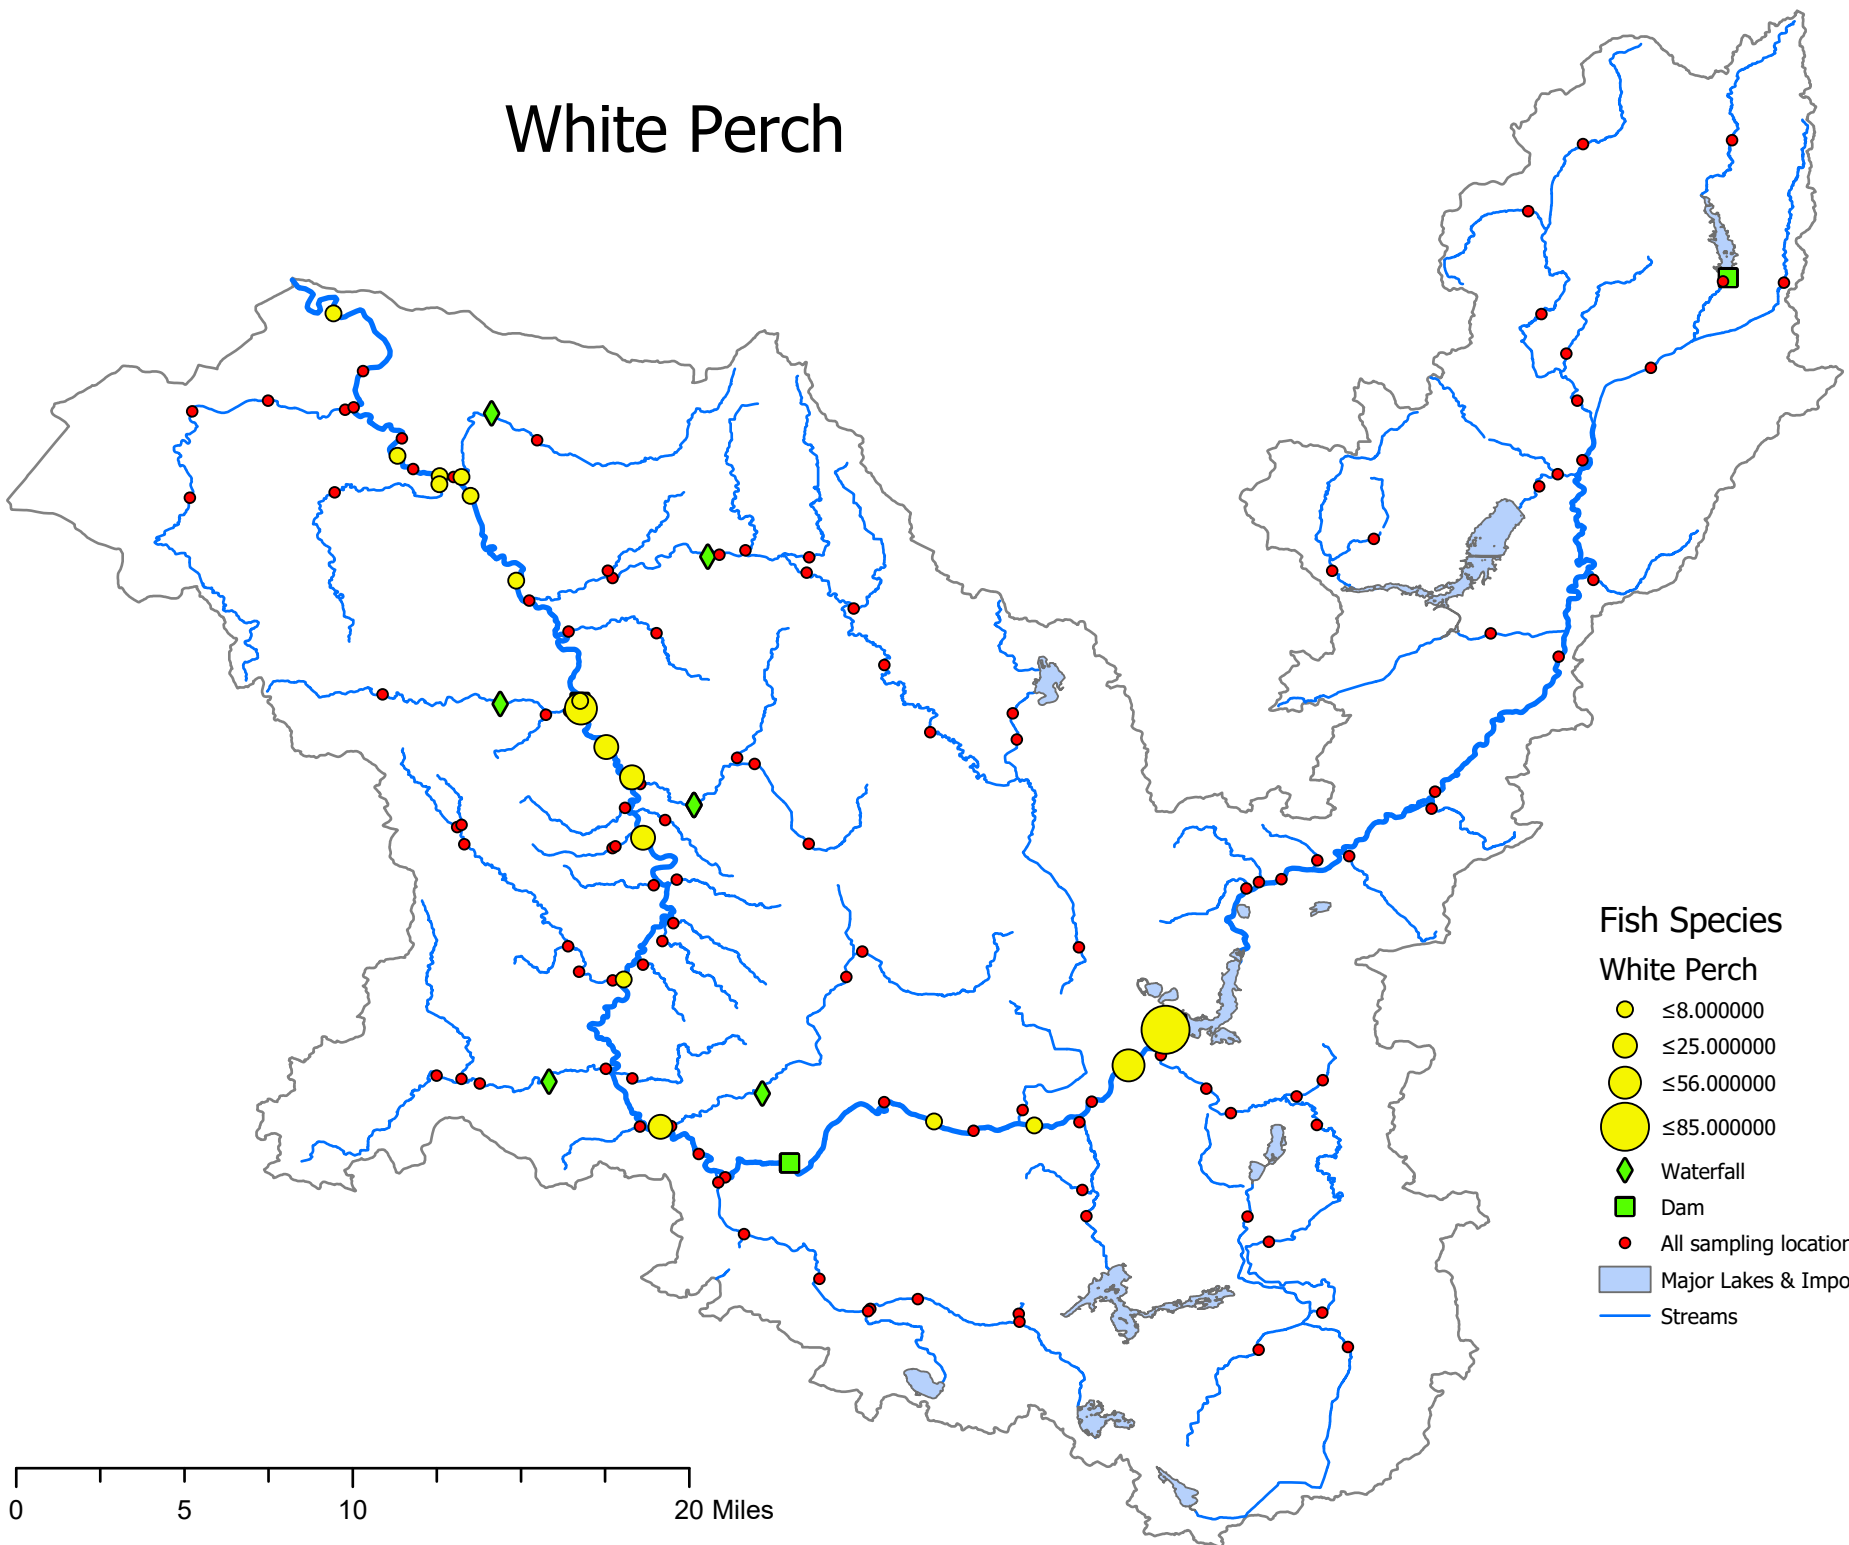 White Perch
Fish Species
White Perch
≤8.000000
≤25.000000
≤56.000000
≤85.000000
Waterfall
Dam
All sampling location
Major Lakes & Impo
Streams
0 5 10 20 Miles